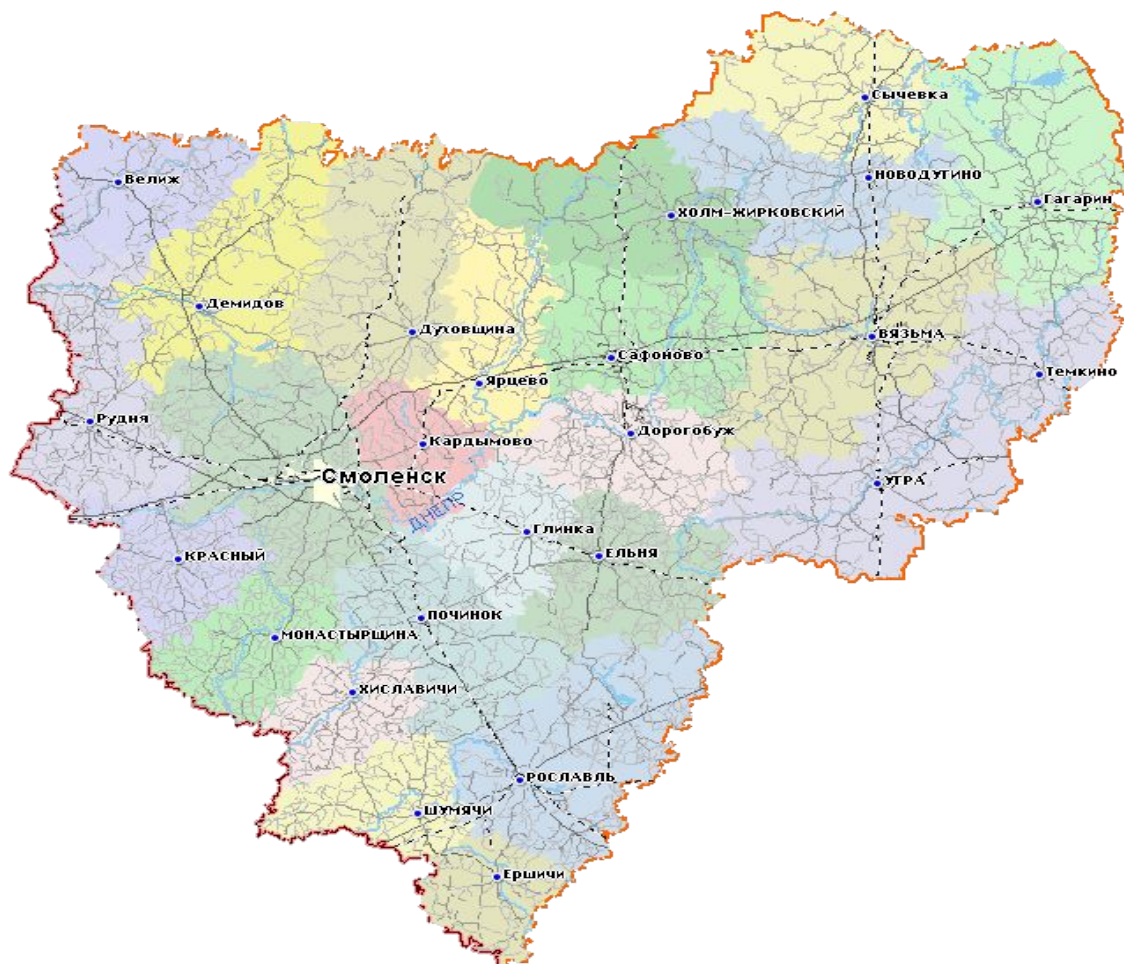 Сычевка
Велиж
НОВОДУГИНО
Гагарин
ХОЛМ-ЖИРКОВСКИЙ
Демидов
Духовщина
ВЯЗЬМА
Сафоново
Темкино
Ярцево
Рудня
Дорогобуж
Кардымово
Смоленск
УГРА
ДНЕПР
Глинка
ЕЛЬНЯ
КРАСНЫЙ
ПОЧИНОК
МОНАСТЫРЩИНА
ХИСЛАВИЧИ
РОСЛАВЛЬ
ШУМЯЧИ
Ершичи